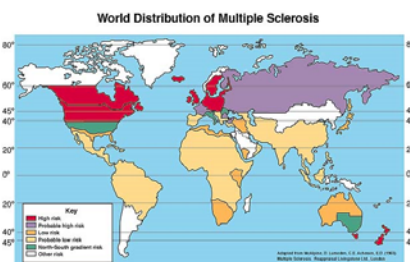 World Distribution of Multiple Sclerosis
80°
60°
45°
40°
20°
0°
20°
40°
45°
Key
High risk
Probable high risk
Low risk
Probable low risk
North-South gradient risk
Other risk